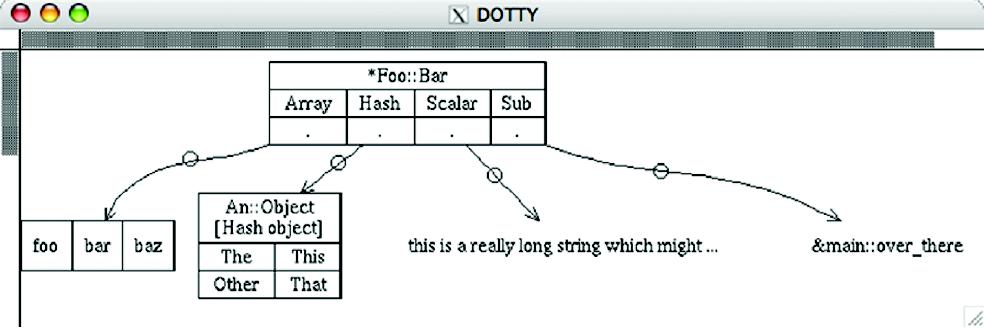 X DOTTY
*Foo::Bar
Array Hash Scalar Sub
. . . .
foo bar baz
An::Object
[Hash object]
The This
Other That
this is a really long string which might ...
&main::over_there